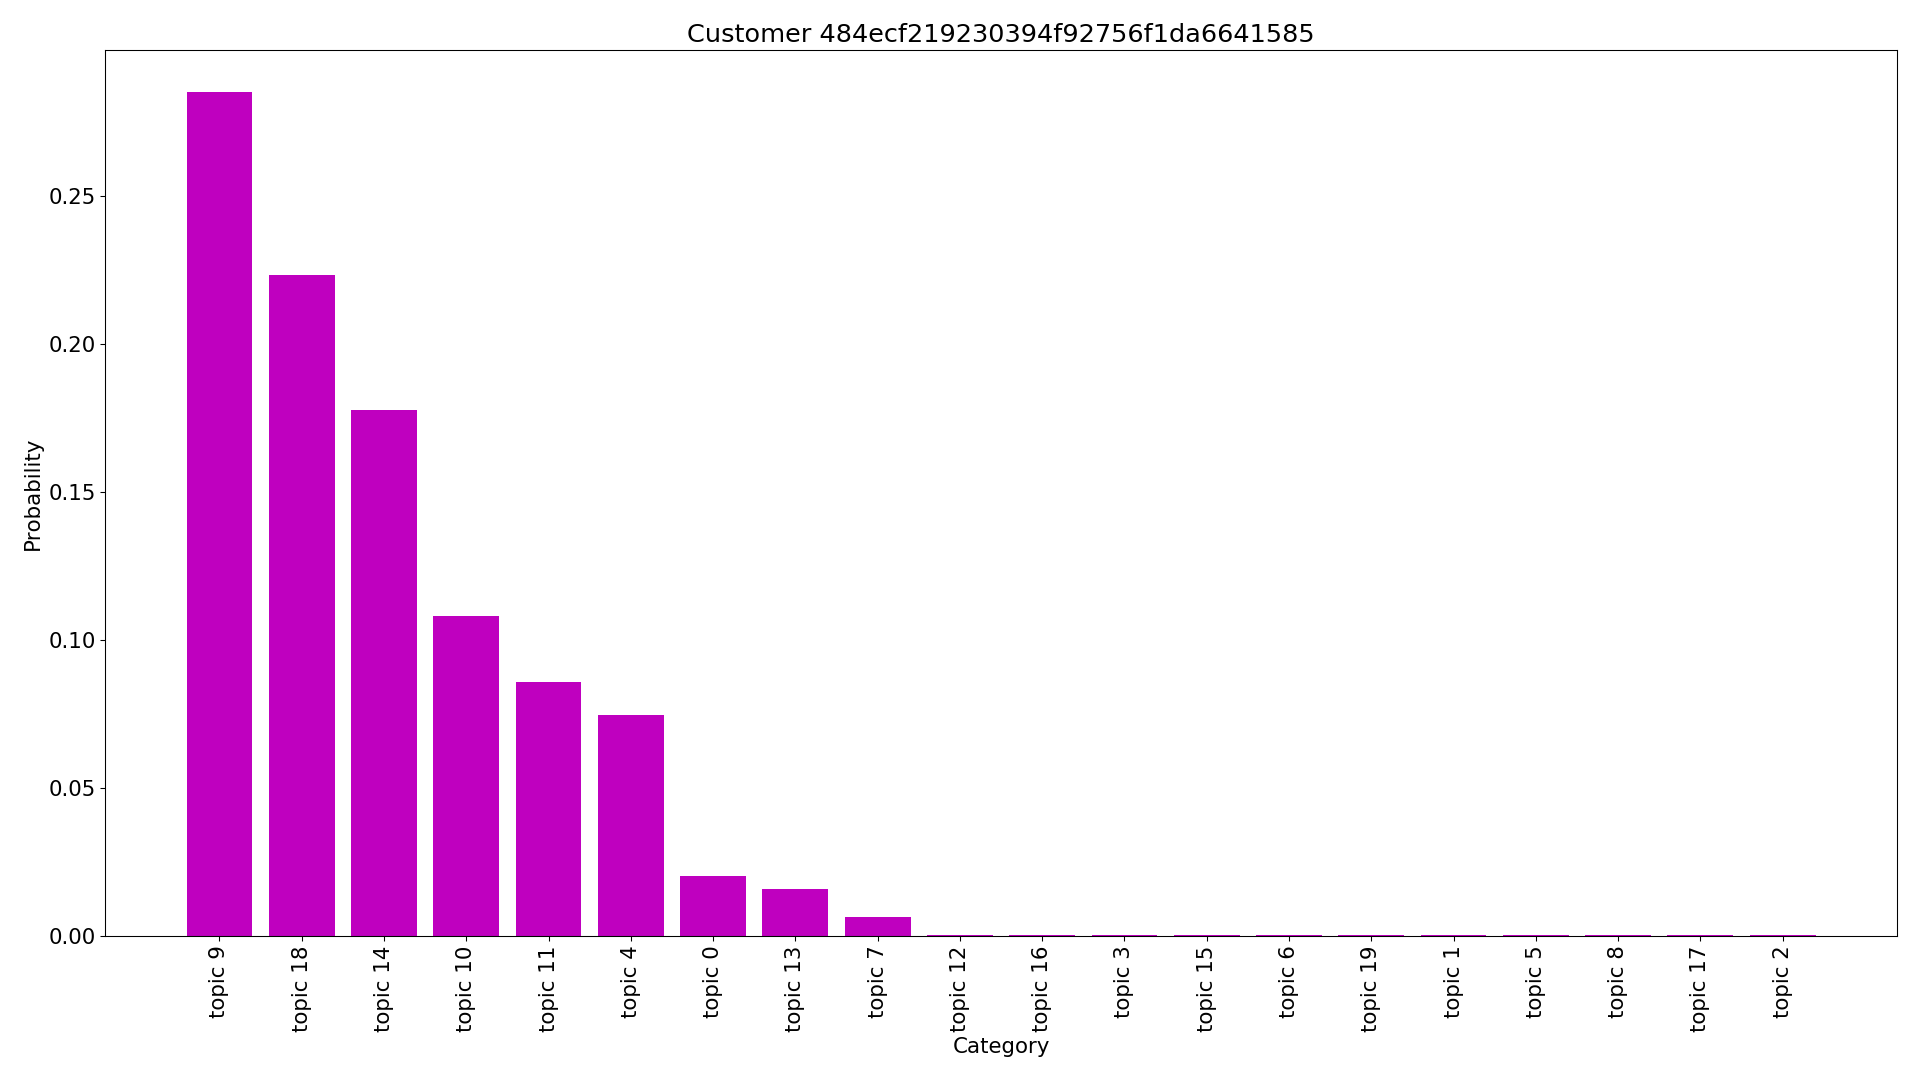 Customer 484ecf219230394f92756f1da6641585
Probability
0.25
0.20
0.15
0.10
0.05
0.00
topic 9
topic 18
topic 14
topic 10
topic 11
topic 4
topic 0
topic 13
topic 7
topic 12
topic 16
topic 3
topic 15
topic 6
topic 19
topic 1
topic 5
topic 8
topic 17
topic 2
Category